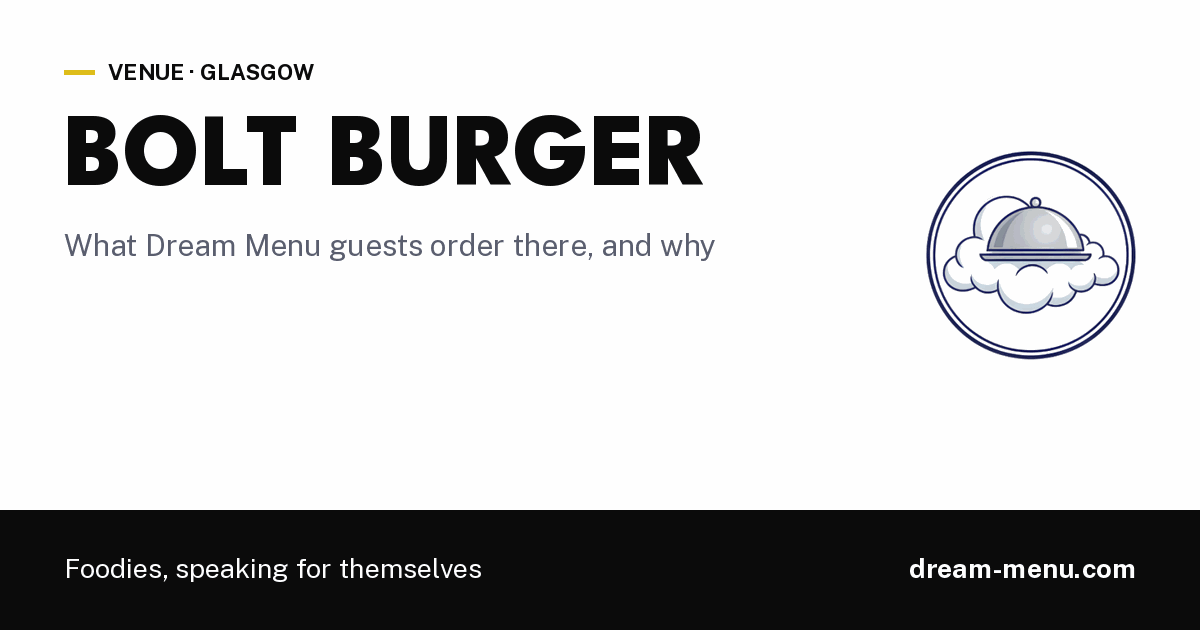 VENUE · GLASGOW
BOLT BURGER
What Dream Menu guests order there, and why
Foodies, speaking for themselves
dream-menu.com